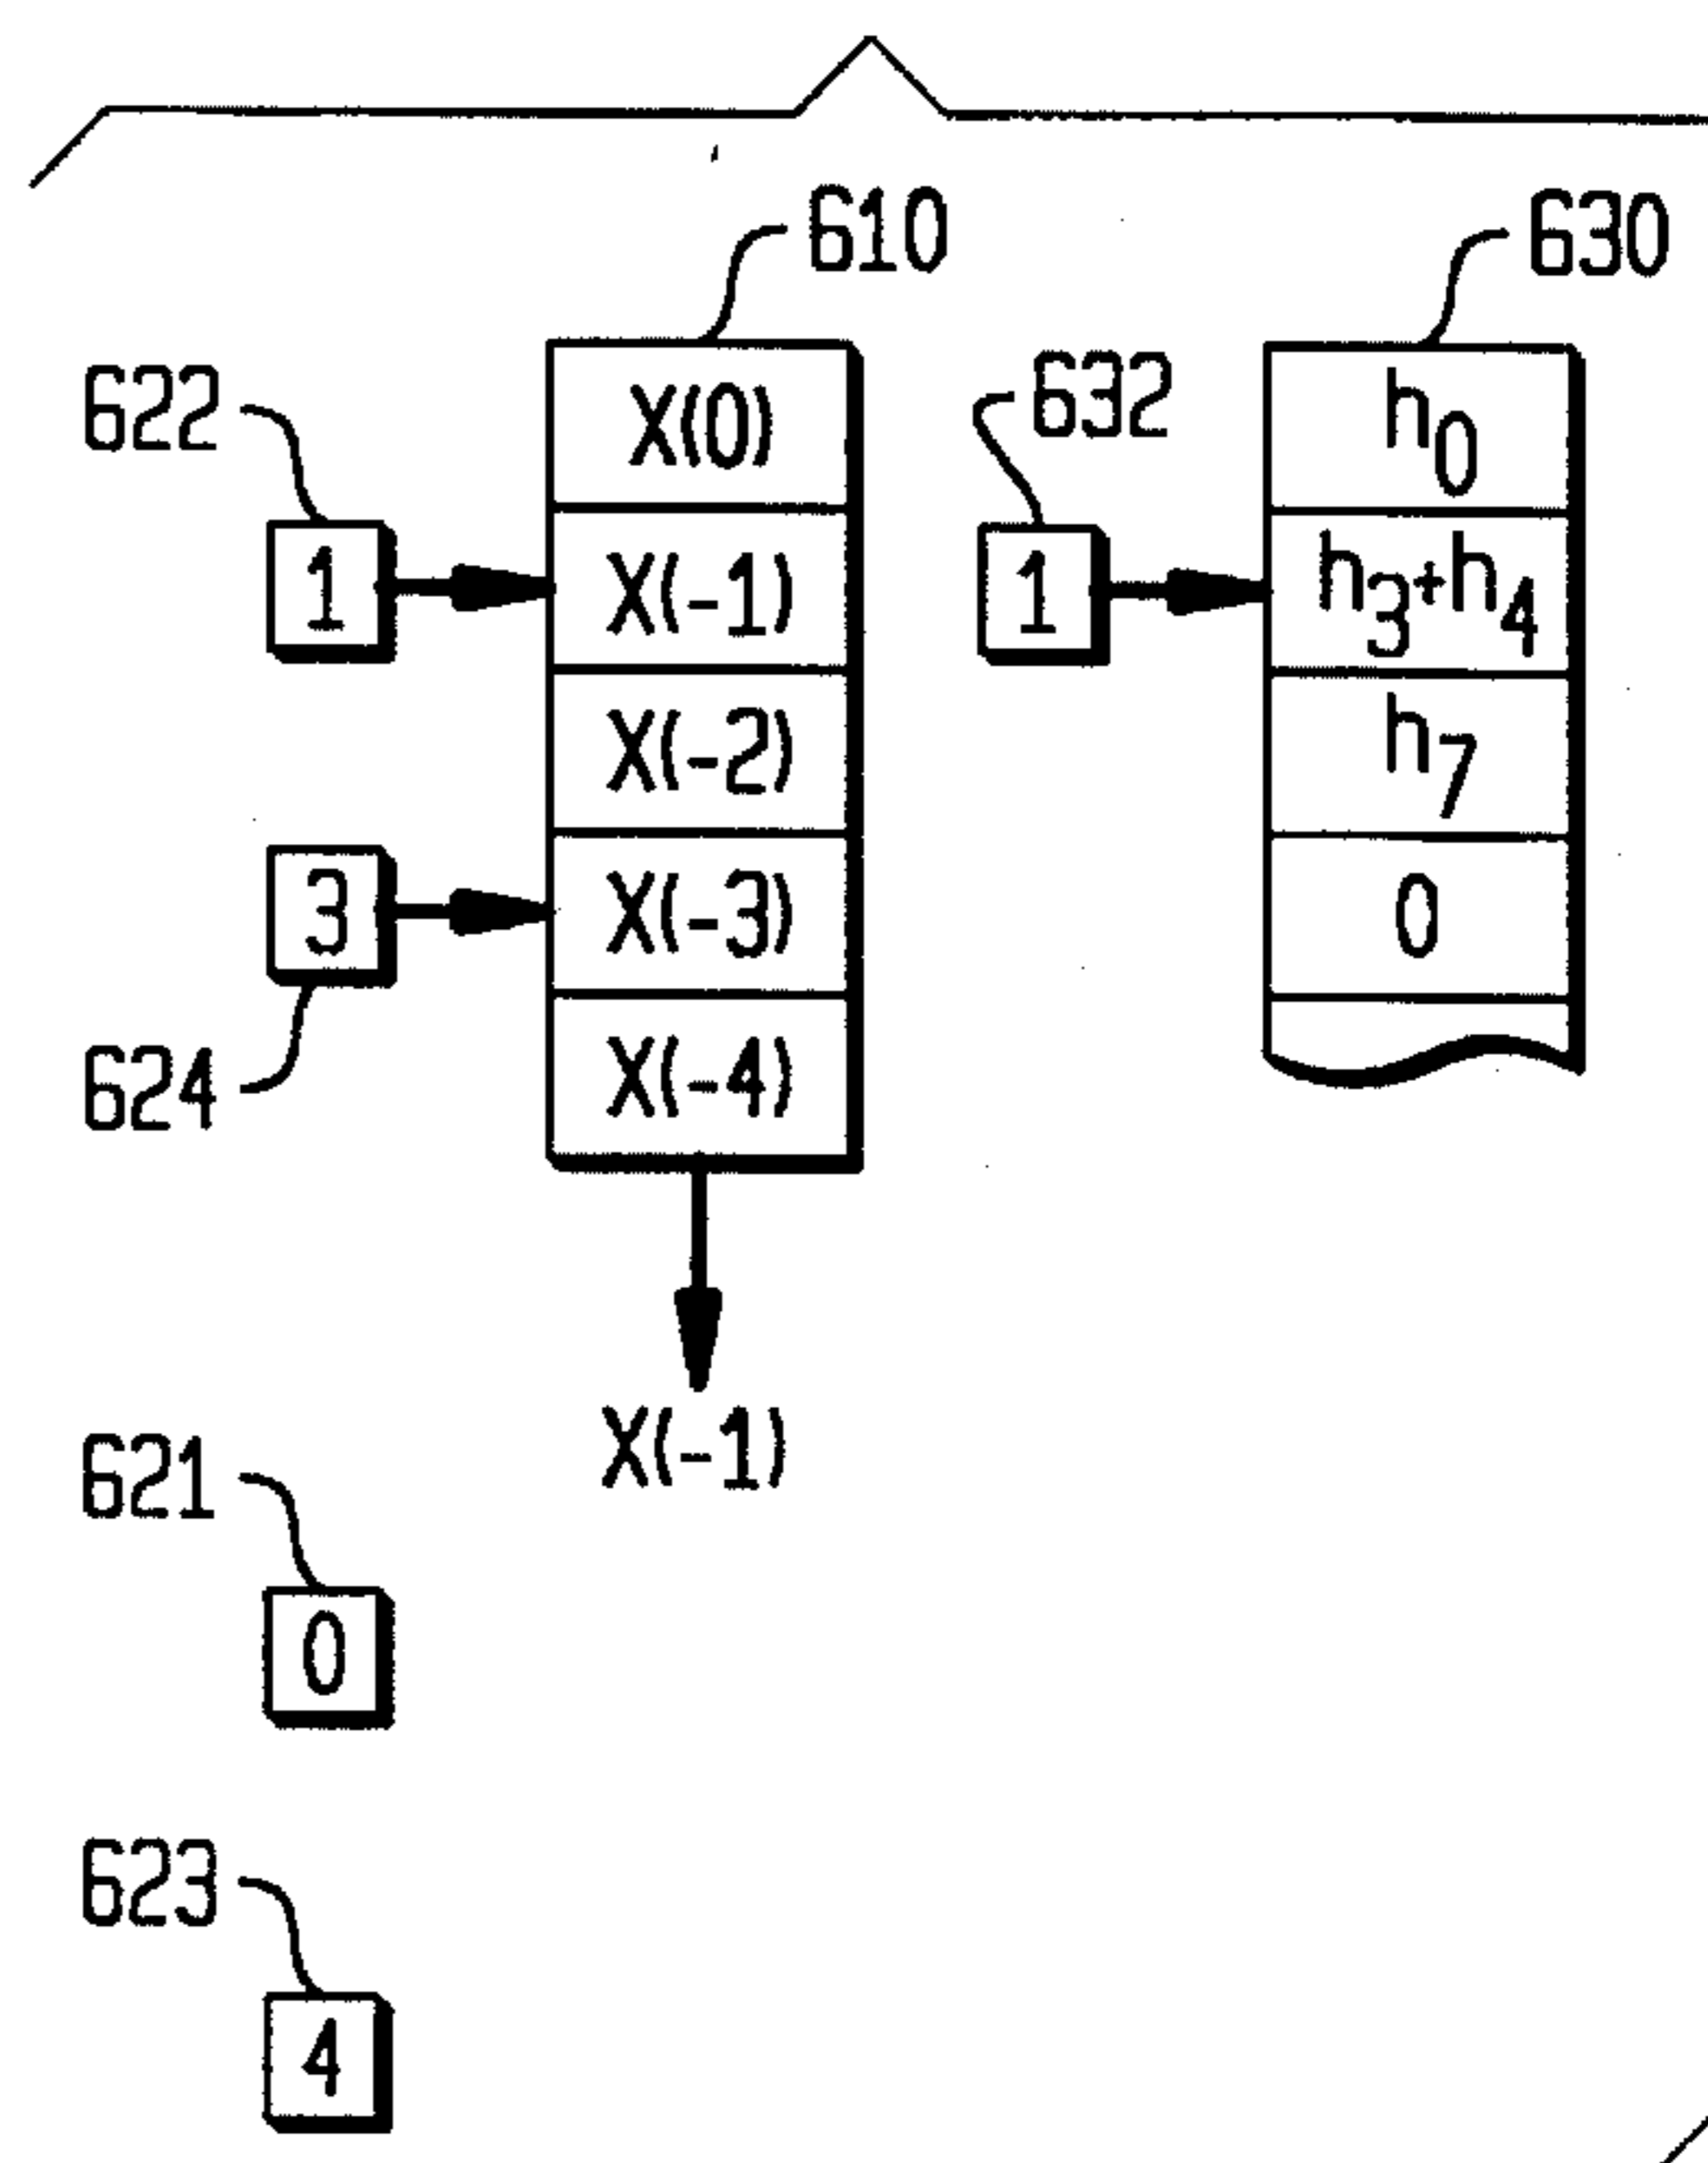 610 630
622 632
X(0) h0
1 X(-1) 1 h3+h4
X(-2) h7
3 X(-3) 0
624 X(-4)
X(-1)
621
0
623
4